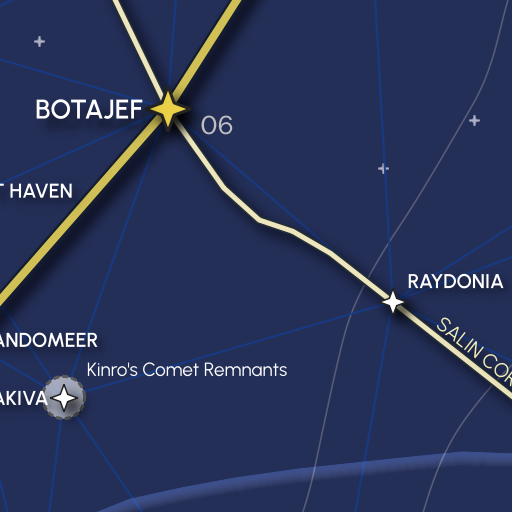 BOTAJEF
06
T HAVEN
RAYDONIA
SALIN COR
ANDOMEER
Kinro's Comet Remnants
AKIVA